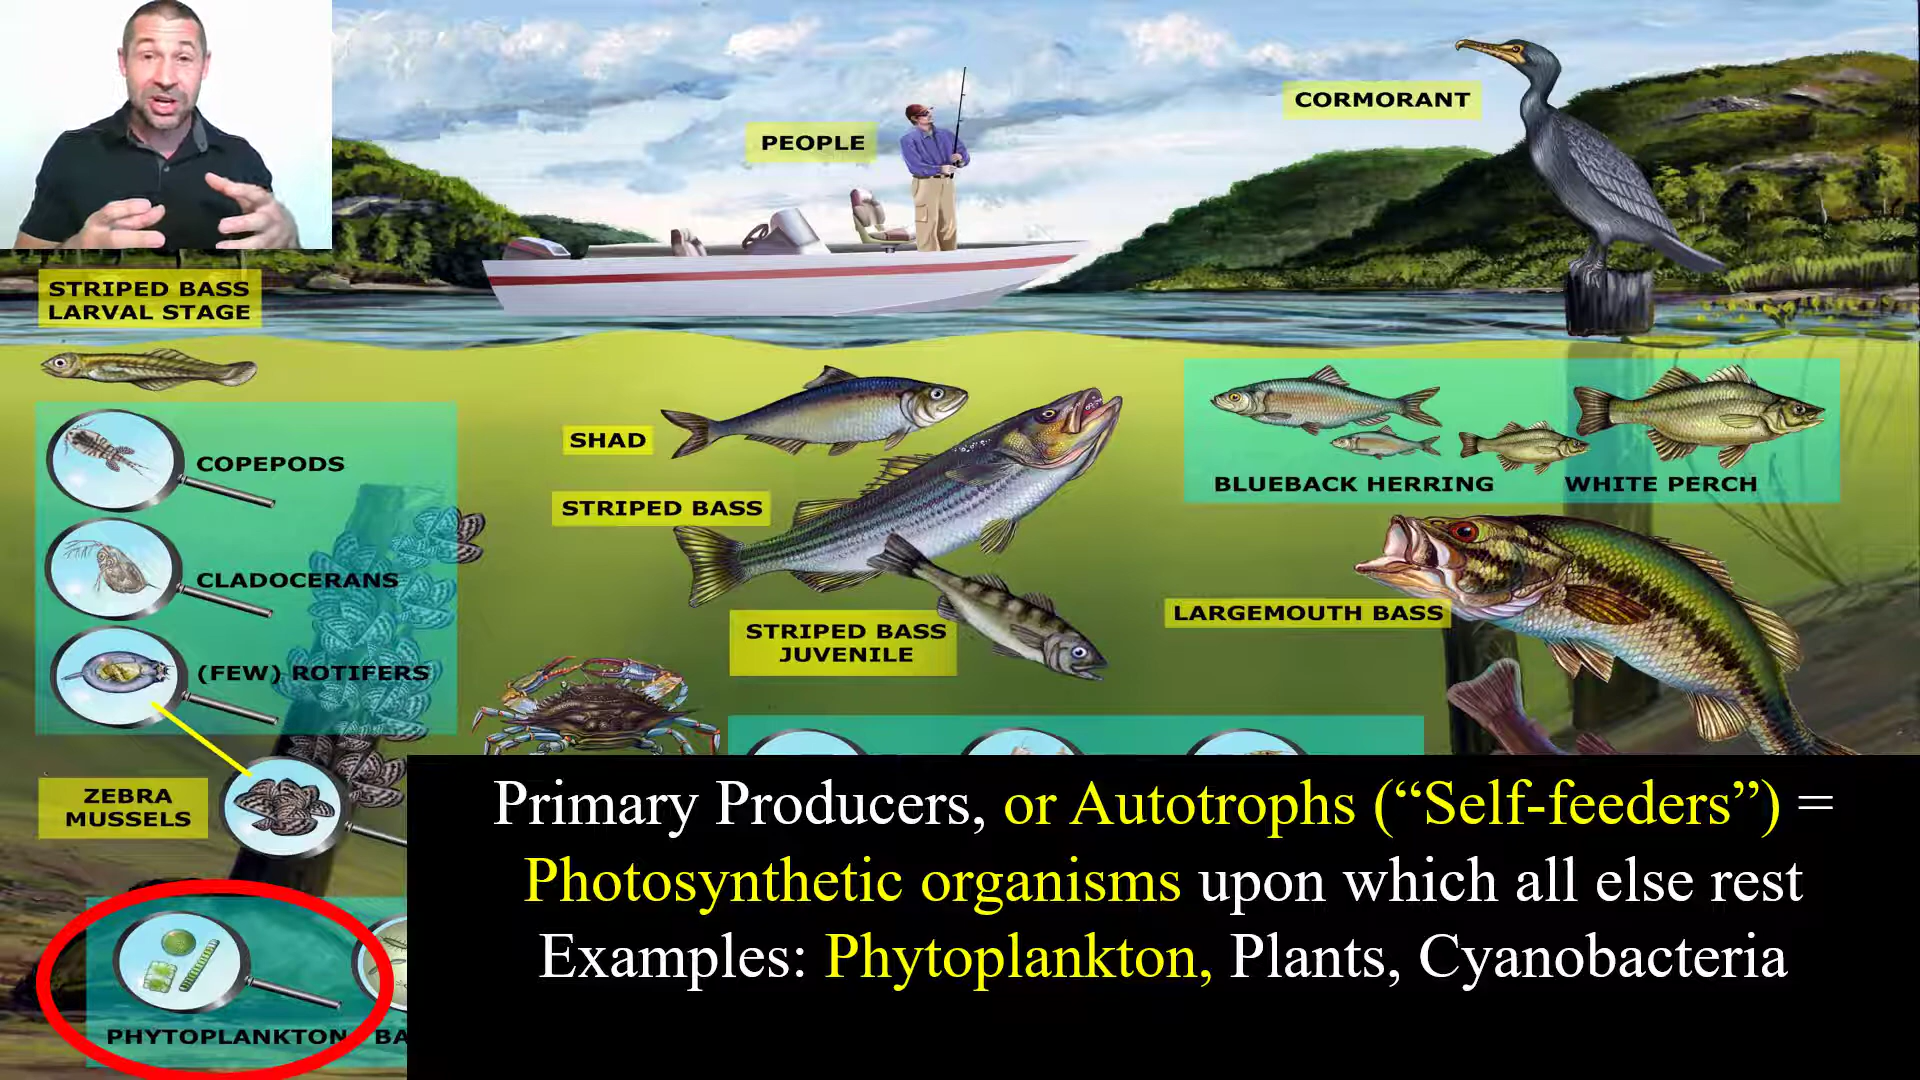 PEOPLE
CORMORANT
STRIPED BASS
LARVAL STAGE
SHAD
COPEPODS
STRIPED BASS
BLUEBACK HERRING
WHITE PERCH
CLADOCERANS
LARGEMOUTH BASS
STRIPED BASS
JUVENILE
(FEW) ROTIFERS
ZEBRA
MUSSELS
Primary Producers, or Autotrophs (“Self-feeders”) =
Photosynthetic organisms upon which all else rest
Examples: Phytoplankton, Plants, Cyanobacteria
PHYTOPLANKTON